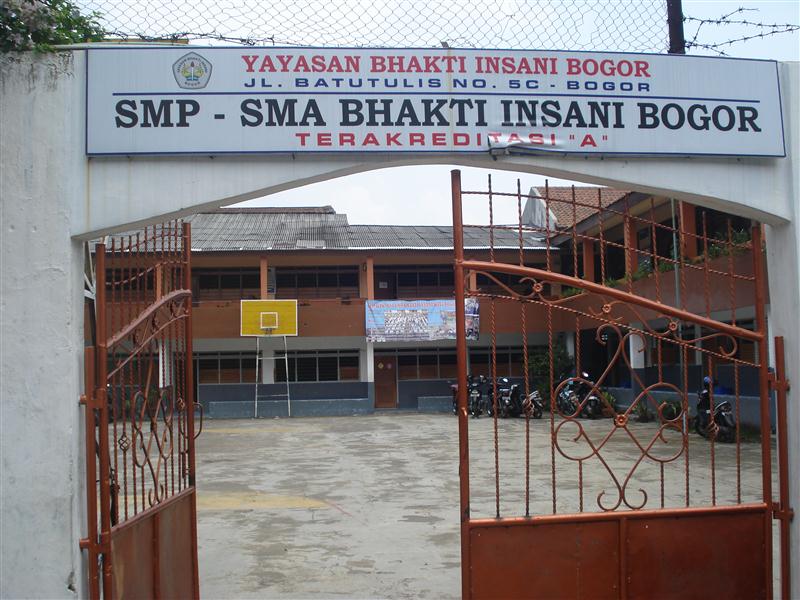 YAYASAN BHAKTI INSANI BOGOR
JL. BATUTULIS NO. 5C - BOGOR
SMP - SMA BHAKTI INSANI BOGOR
TERAKREDITASI "A"